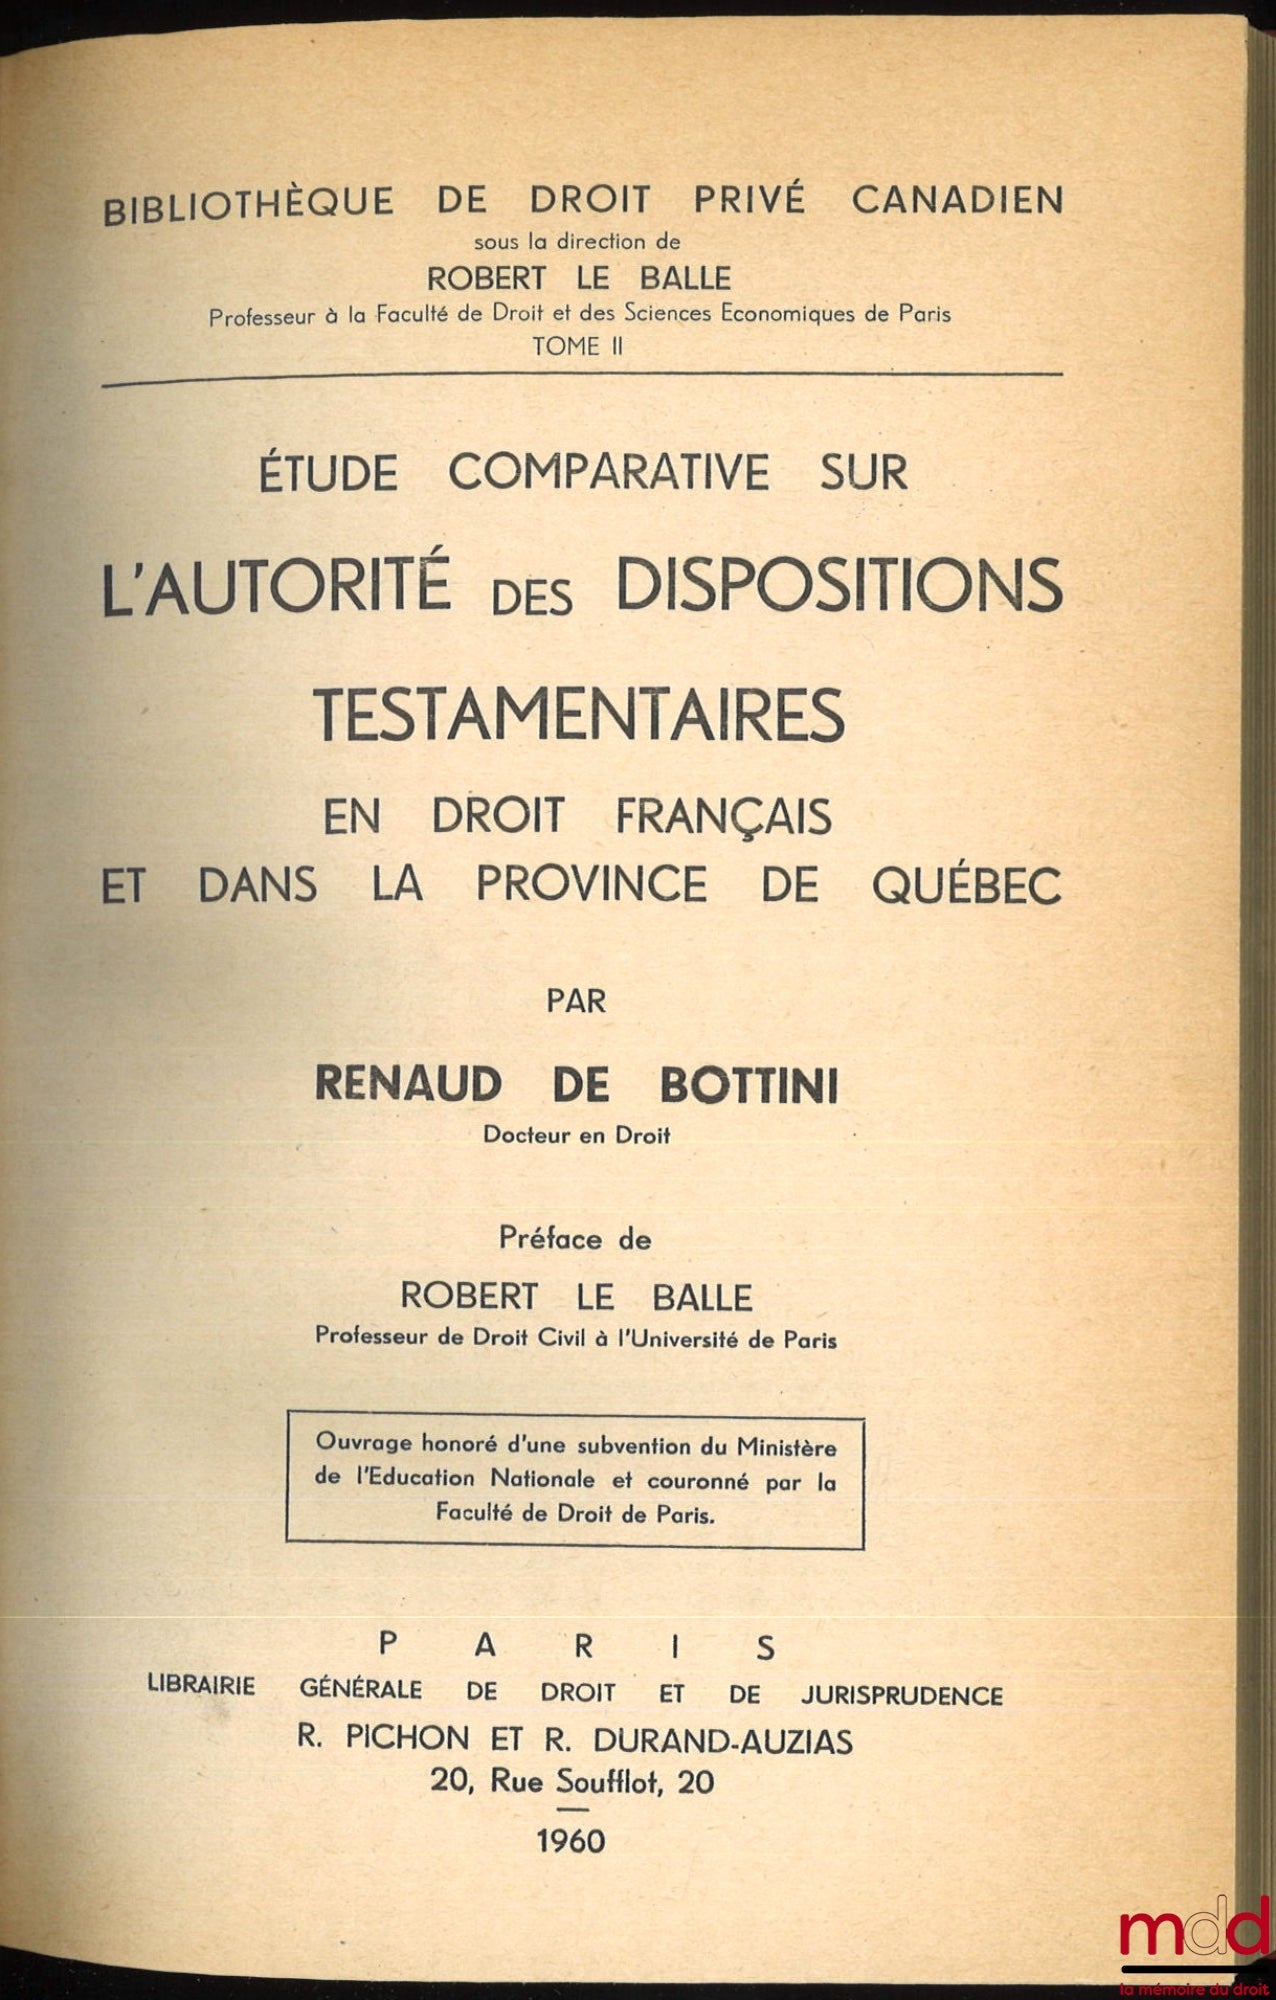 BIBLIOTHÈQUE DE DROIT PRIVÉ CANADIEN
sous la direction de
ROBERT LE BALLE
Professeur à la Faculté de Droit et des Sciences Economiques de Paris
TOME II
ÉTUDE COMPARATIVE SUR
L'AUTORITÉ DES DISPOSITIONS
TESTAMENTAIRES
EN DROIT FRANÇAIS
ET DANS LA PROVINCE DE QUÉBEC
PAR
RENAUD DE BOTTINI
Docteur en Droit
Préface de
ROBERT LE BALLE
Professeur de Droit Civil à l'Université de Paris
Ouvrage honoré d'une subvention du Ministère
de l'Education Nationale et couronné par la
Faculté de Droit de Paris.
PARIS
LIBRAIRIE GÉNÉRALE DE DROIT ET DE JURISPRUDENCE
R. PICHON ET R. DURAND-AUZIAS
20, Rue Soufflot, 20
1960
mdd
la mémoire du droit